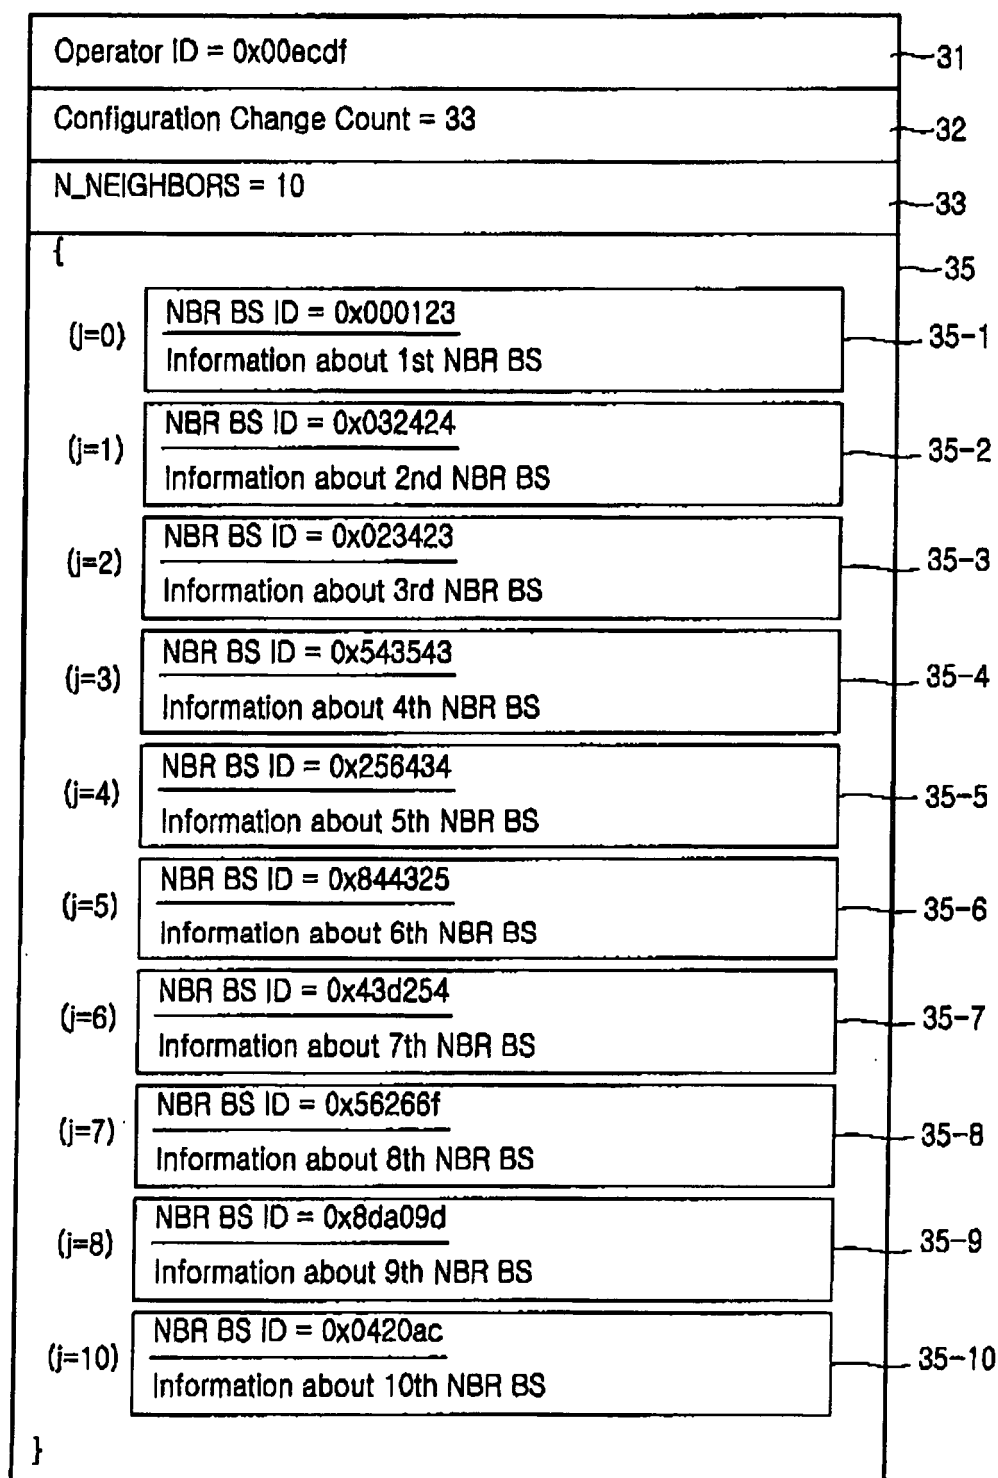 Operator ID = 0x00ecdf
31
Configuration Change Count = 33
32
N_NEIGHBORS = 10
33
{
35
(j=0)
NBR BS ID = 0x000123
35-1
Information about 1st NBR BS
(j=1)
NBR BS ID = 0x032424
35-2
Information about 2nd NBR BS
(j=2)
NBR BS ID = 0x023423
35-3
Information about 3rd NBR BS
(j=3)
NBR BS ID = 0x543543
35-4
Information about 4th NBR BS
(j=4)
NBR BS ID = 0x256434
35-5
Information about 5th NBR BS
(j=5)
NBR BS ID = 0x844325
35-6
Information about 6th NBR BS
(j=6)
NBR BS ID = 0x43d254
35-7
Information about 7th NBR BS
(j=7)
NBR BS ID = 0x56266f
35-8
Information about 8th NBR BS
(j=8)
NBR BS ID = 0x8da09d
35-9
Information about 9th NBR BS
(j=10)
NBR BS ID = 0x0420ac
35-10
Information about 10th NBR BS
}